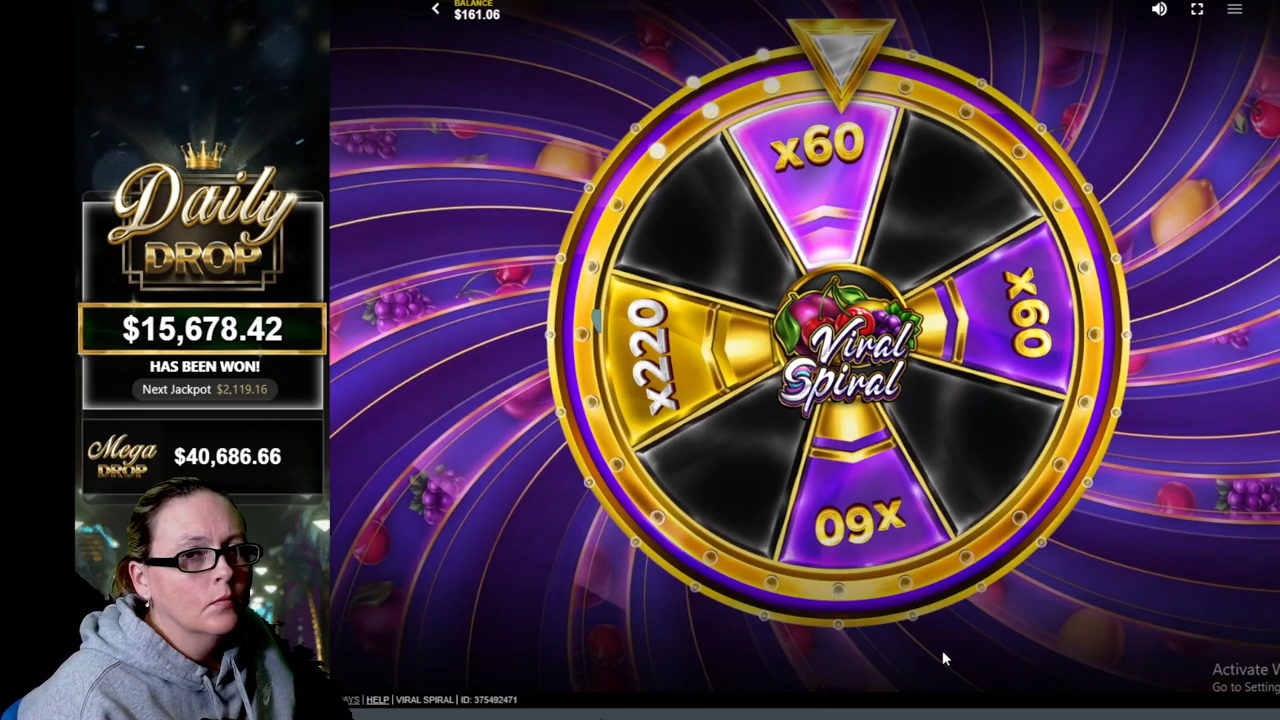 BALANCE
$161.06
Daily
DROP
$15,678.42
HAS BEEN WON!
Next Jackpot $2,119.16
Mega
DROP
$40,686.66
x60
x60
x220
Viral
Spiral
x60
HELP | VIRAL SPIRAL | ID: 375492471
Activate
Go to Setting